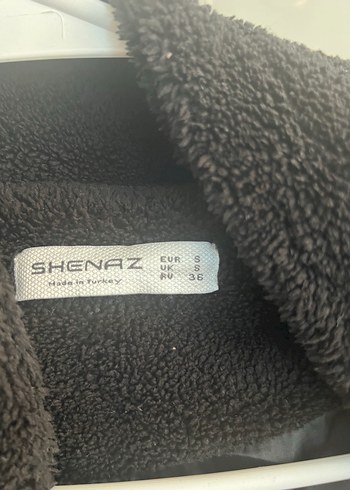 SHENAZ
Made in Turkey
EUR S
UK S
RU 36